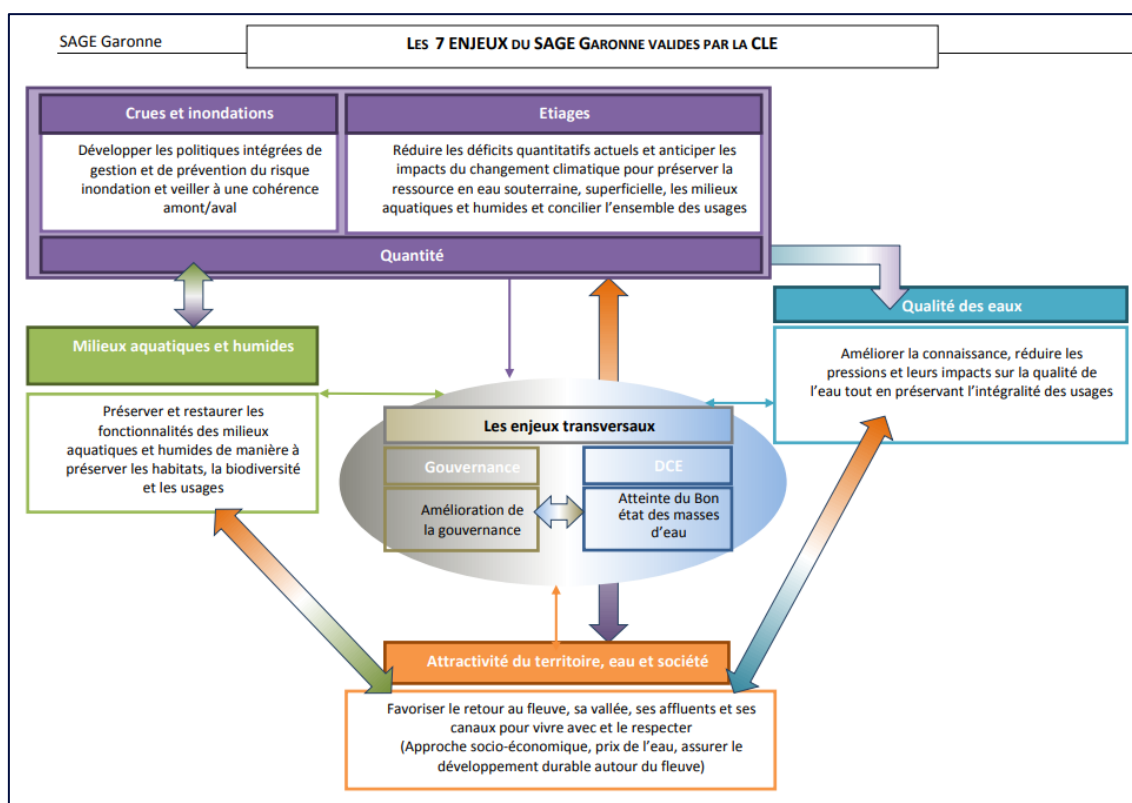 SAGE Garonne
LES 7 ENJEUX DU SAGE GARONNE VALIDES PAR LA CLE
Crues et inondations
Développer les politiques intégrées de
gestion et de prévention du risque
inondation et veiller à une cohérence
amont/aval
Etiages
Réduire les déficits quantitatifs actuels et anticiper les
impacts du changement climatique pour préserver la
ressource en eau souterraine, superficielle, les milieux
aquatiques et humides et concilier l’ensemble des usages
Quantité
Milieux aquatiques et humides
Préserver et restaurer les
fonctionnalités des milieux
aquatiques et humides de manière à
préserver les habitats, la biodiversité
et les usages
Qualité des eaux
Améliorer la connaissance, réduire les
pressions et leurs impacts sur la qualité de
l’eau tout en préservant l’intégralité des usages
Les enjeux transversaux
Gouvernance
Amélioration de
la gouvernance
DCE
Atteinte du Bon
état des masses
d’eau
Attractivité du territoire, eau et société
Favoriser le retour au fleuve, sa vallée, ses affluents et ses
canaux pour vivre avec et le respecter
(Approche socio-économique, prix de l’eau, assurer le
développement durable autour du fleuve)